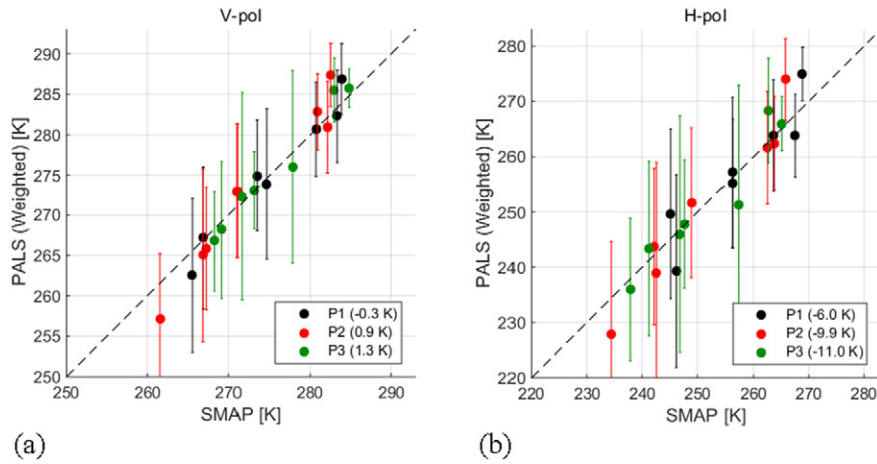 V-pol
PALS (Weighted) [K]
290
285
280
275
270
265
260
255
250
250 260 270 280 290
SMAP [K]
P1 (-0.3 K)
P2 (0.9 K)
P3 (1.3 K)
(a)
H-pol
PALS (Weighted) [K]
280
270
260
250
240
230
220
220 230 240 250 260 270 280
SMAP [K]
P1 (-6.0 K)
P2 (-9.9 K)
P3 (-11.0 K)
(b)